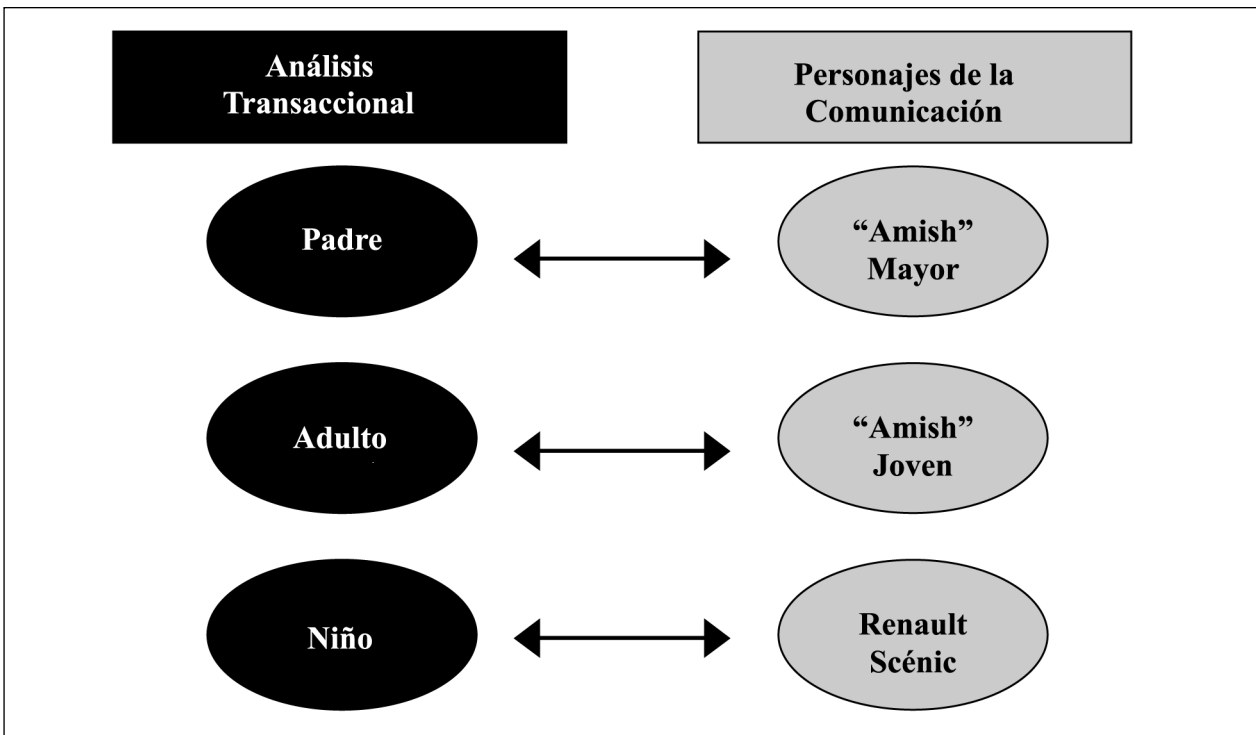 Análisis
Transaccional
Personajes de la
Comunicación
Padre
“Amish”
Mayor
Adulto
“Amish”
Joven
Niño
Renault
Scénic